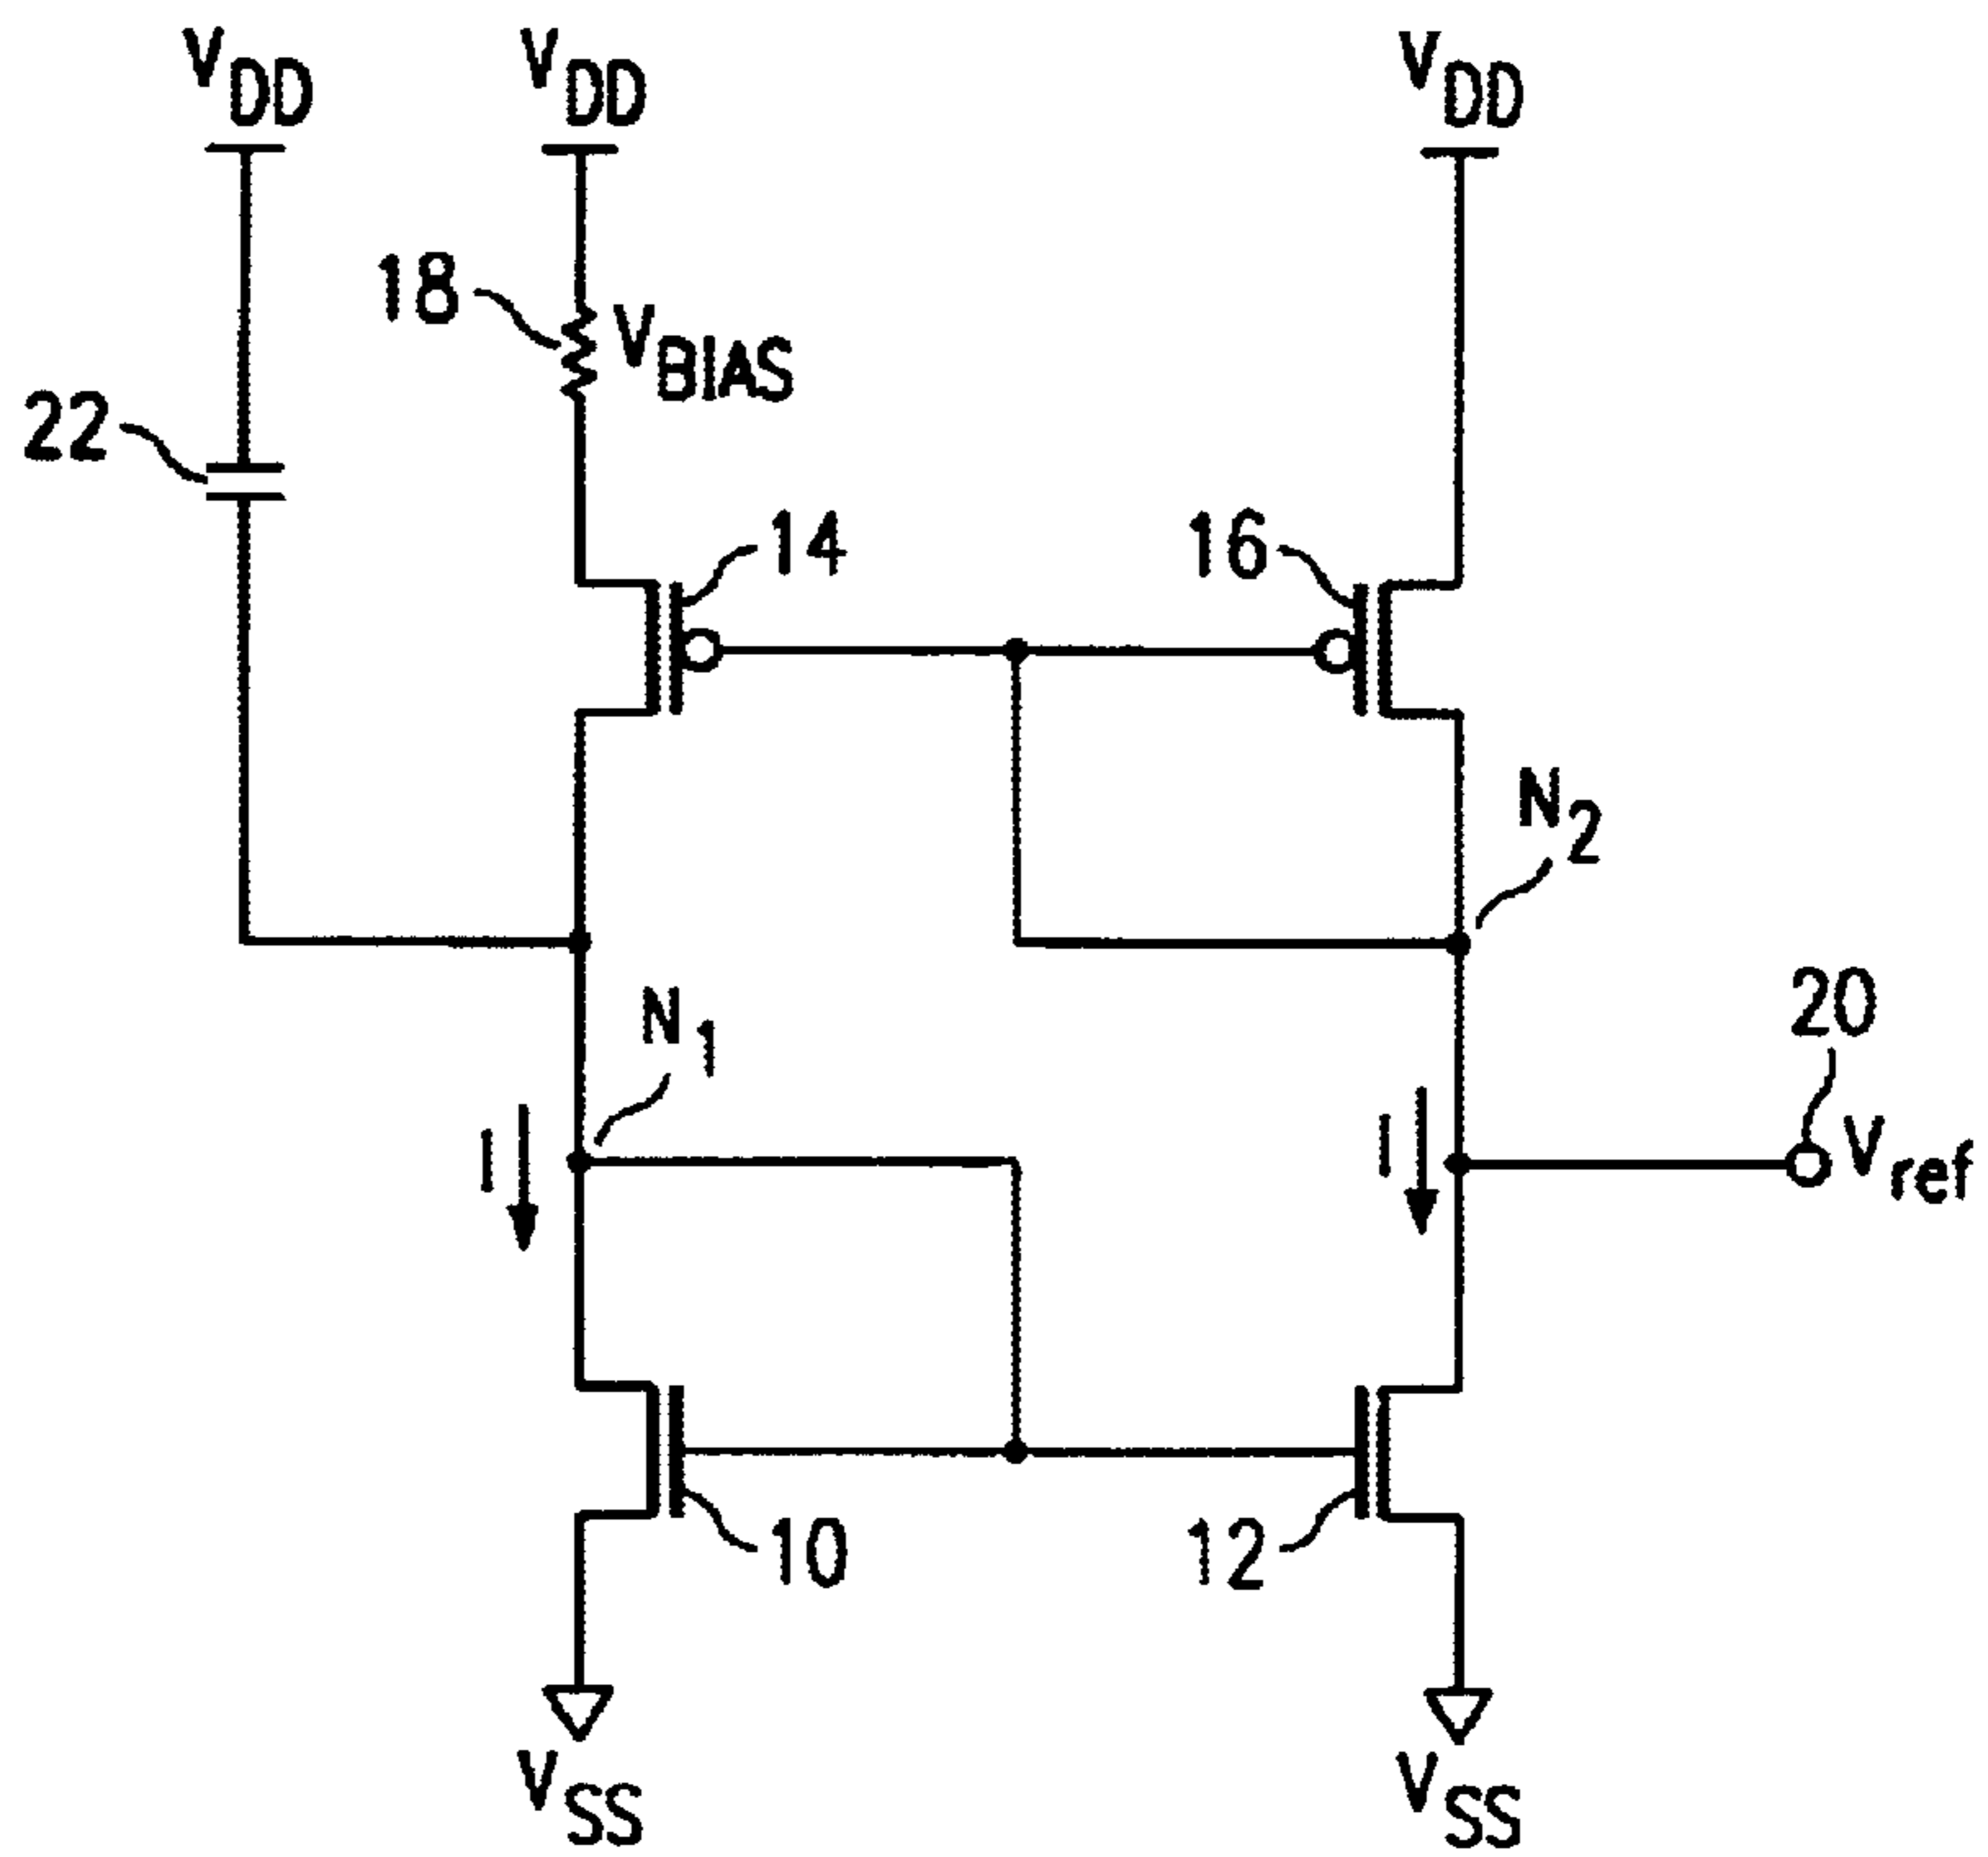 VDD VDD VDD
18 VBIAS
22
14 16
N2
N1 20
I I Vref
10 12
VSS VSS